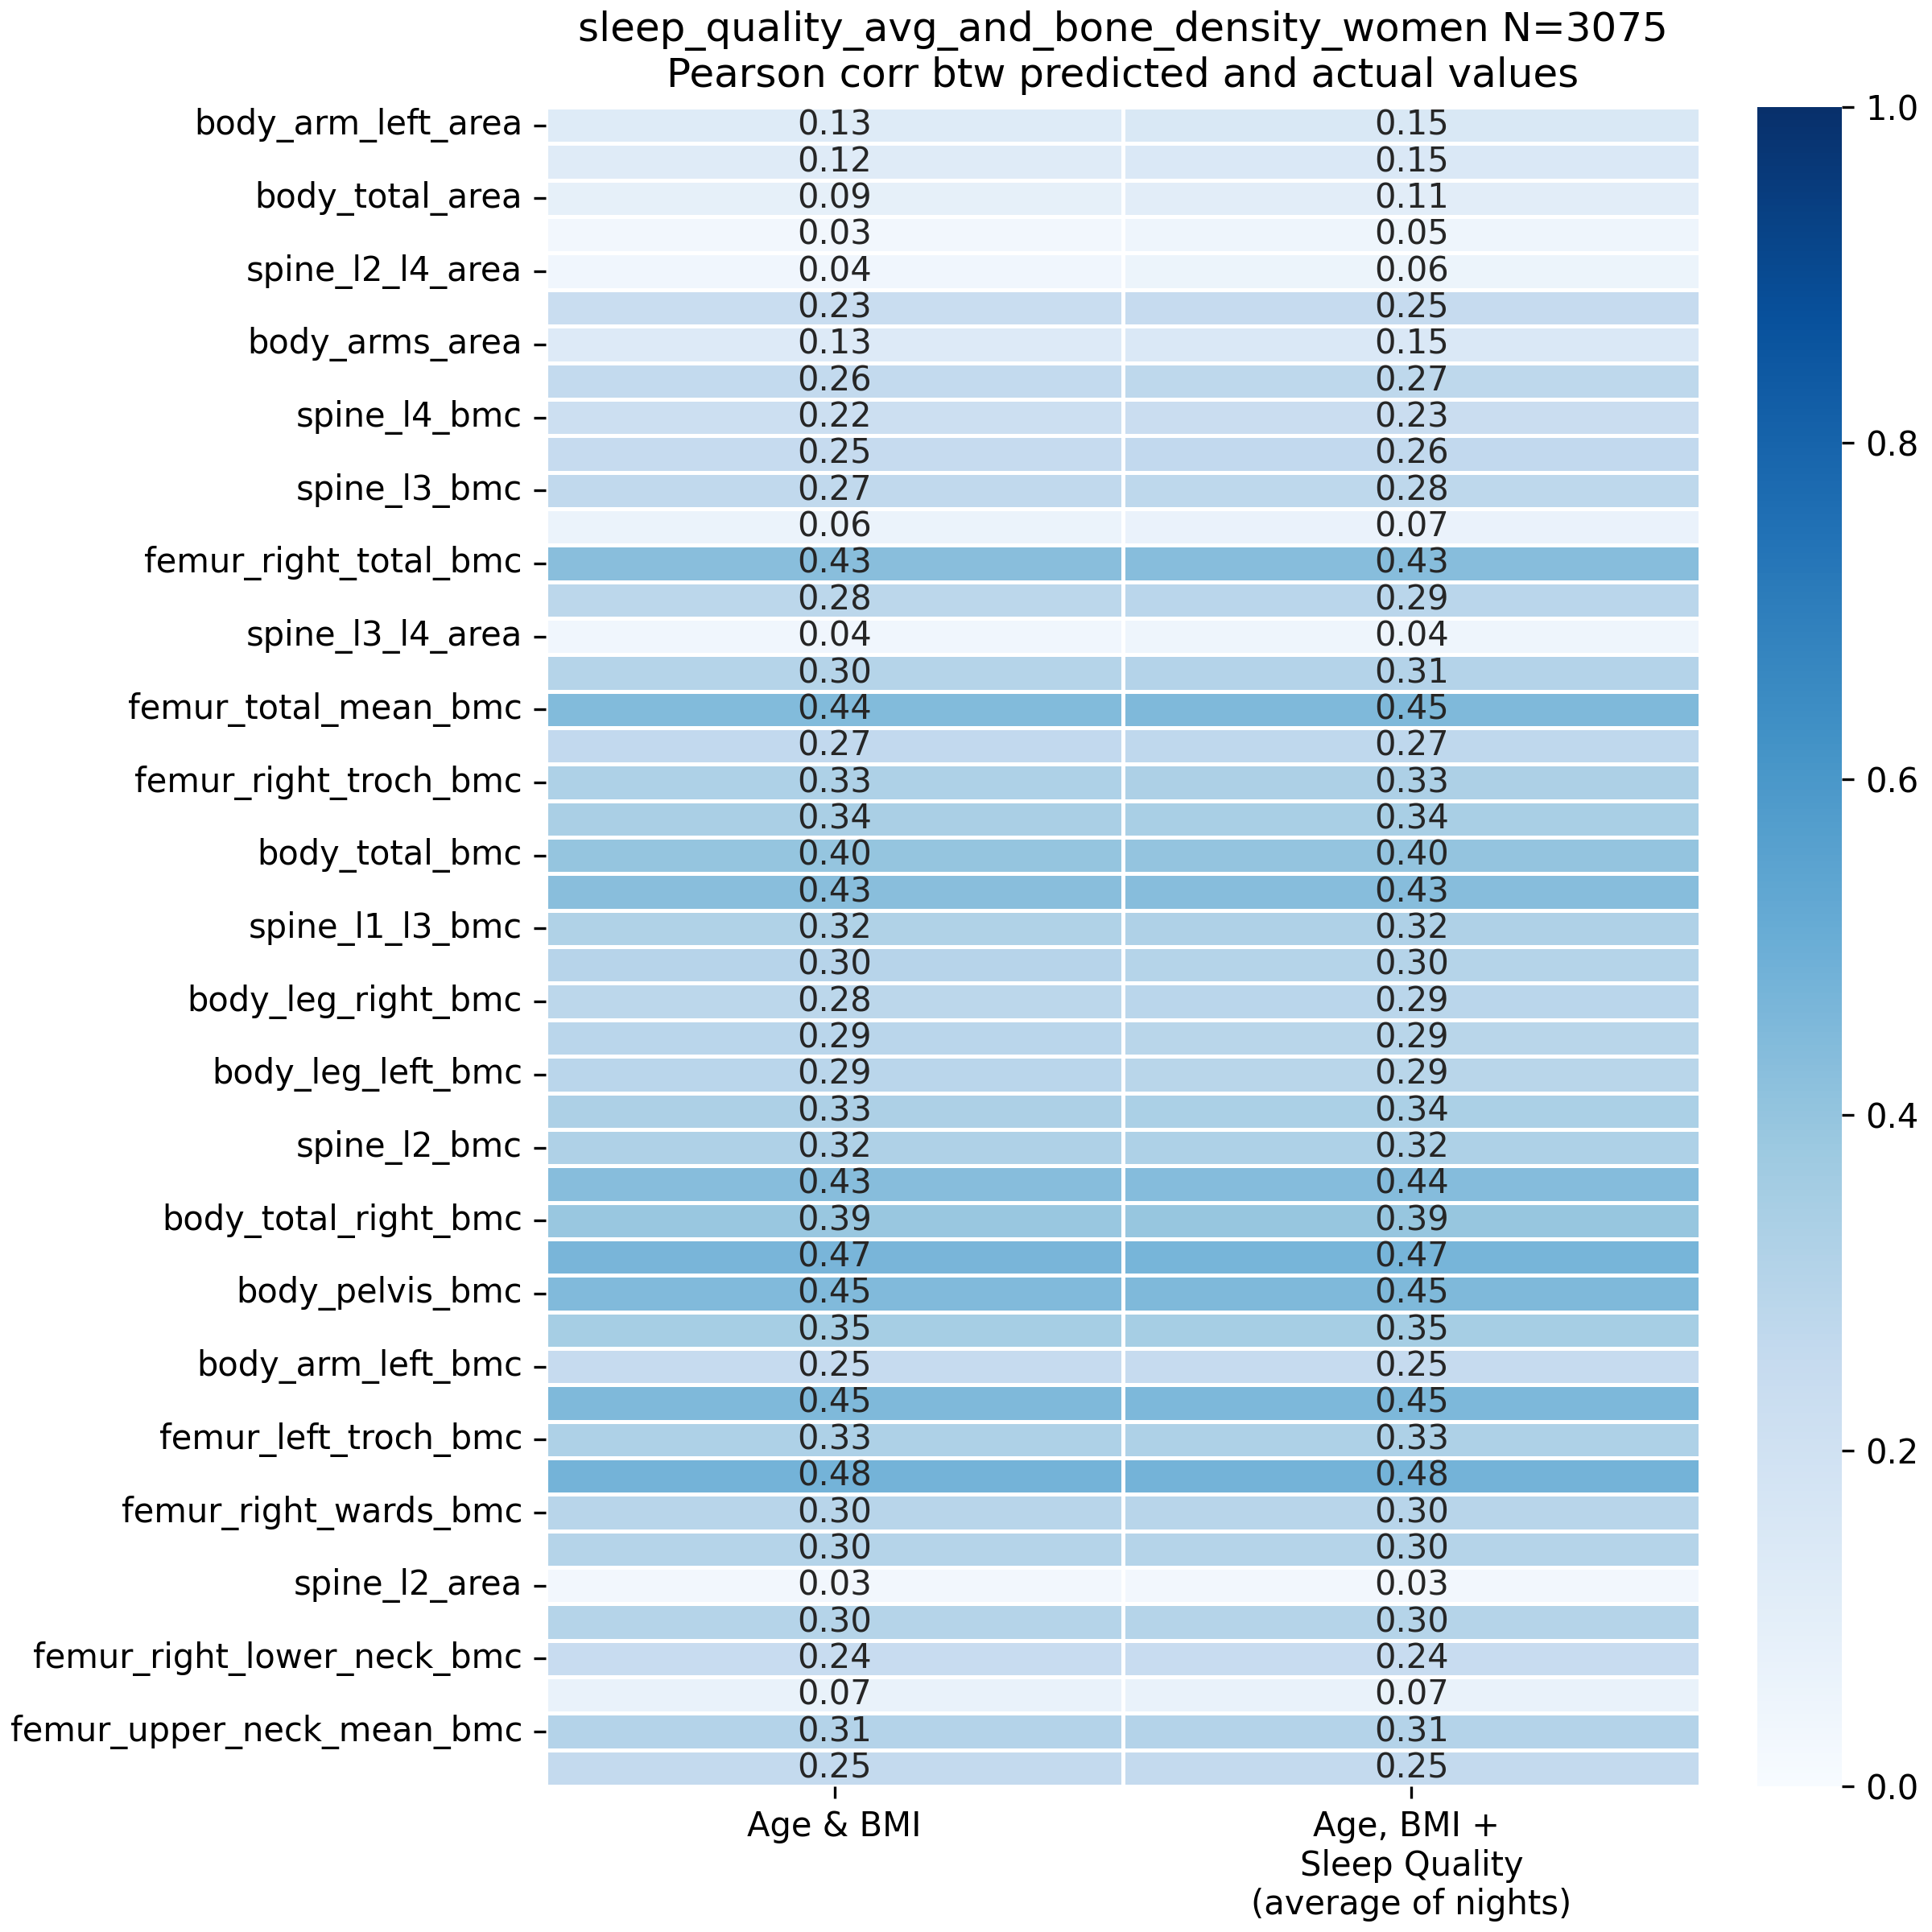 sleep_quality_avg_and_bone_density_women N=3075
Pearson corr btw predicted and actual values
body_arm_left_area 0.13 0.15
0.12 0.15
body_total_area 0.09 0.11
0.03 0.05
spine_l2_l4_area 0.04 0.06
0.23 0.25
body_arms_area 0.13 0.15
0.26 0.27
spine_l4_bmc 0.22 0.23
0.25 0.26
spine_l3_bmc 0.27 0.28
0.06 0.07
femur_right_total_bmc 0.43 0.43
0.28 0.29
spine_l3_l4_area 0.04 0.04
0.30 0.31
femur_total_mean_bmc 0.44 0.45
0.27 0.27
femur_right_troch_bmc 0.33 0.33
0.34 0.34
body_total_bmc 0.40 0.40
0.43 0.43
spine_l1_l3_bmc 0.32 0.32
0.30 0.30
body_leg_right_bmc 0.28 0.29
0.29 0.29
body_leg_left_bmc 0.29 0.29
0.33 0.34
spine_l2_bmc 0.32 0.32
0.43 0.44
body_total_right_bmc 0.39 0.39
0.47 0.47
body_pelvis_bmc 0.45 0.45
0.35 0.35
body_arm_left_bmc 0.25 0.25
0.45 0.45
femur_left_troch_bmc 0.33 0.33
0.48 0.48
femur_right_wards_bmc 0.30 0.30
0.30 0.30
spine_l2_area 0.03 0.03
0.30 0.30
femur_right_lower_neck_bmc 0.24 0.24
0.07 0.07
femur_upper_neck_mean_bmc 0.31 0.31
0.25 0.25
Age & BMI
Age, BMI +
Sleep Quality
(average of nights)
1.0
0.8
0.6
0.4
0.2
0.0